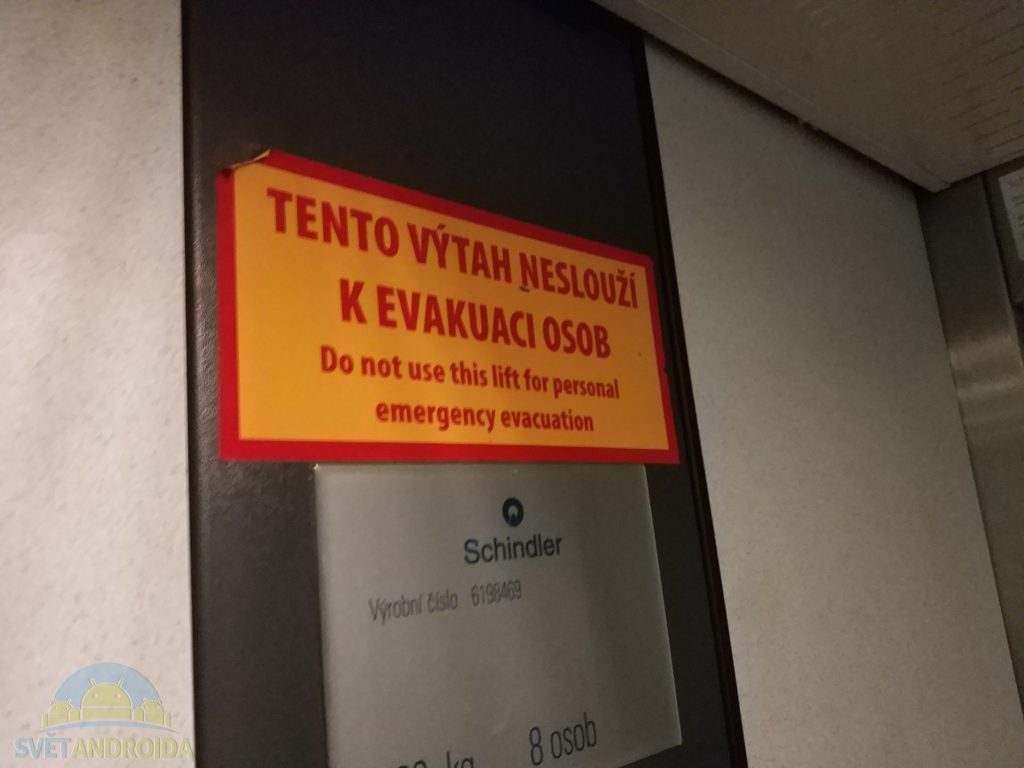 TENTO VÝTAH NESLOUŽÍ
K EVAKUACI OSOB
Do not use this lift for personal
emergency evacuation
Schindler
Výrobní číslo 6198469
kg 8 osob
SVĚTANDROIDA